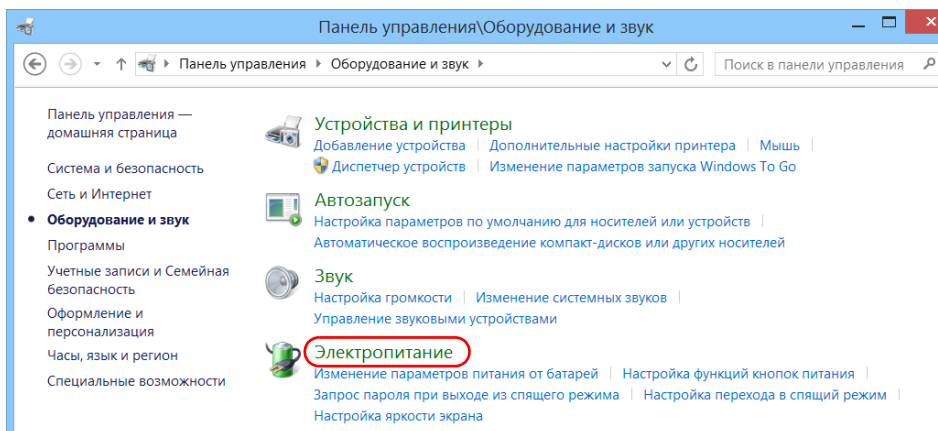 Панель управления\Оборудование и звук
Панель управления Оборудование и звук
Поиск в панели управления
Панель управления —
домашняя страница
Система и безопасность
Сеть и Интернет
Оборудование и звук
Программы
Учетные записи и Семейная
безопасность
Оформление и
персонализация
Часы, язык и регион
Специальные возможности
Устройства и принтеры
Добавление устройства | Дополнительные настройки принтера | Мышь |
Диспетчер устройств | Изменение параметров запуска Windows To Go
Автозапуск
Настройка параметров по умолчанию для носителей или устройств |
Автоматическое воспроизведение компакт-дисков или других носителей
Звук
Настройка громкости | Изменение системных звуков |
Управление звуковыми устройствами
Электропитание
Изменение параметров питания от батарей | Настройка функций кнопок питания |
Запрос пароля при выходе из спящего режима | Настройка перехода в спящий режим |
Настройка яркости экрана